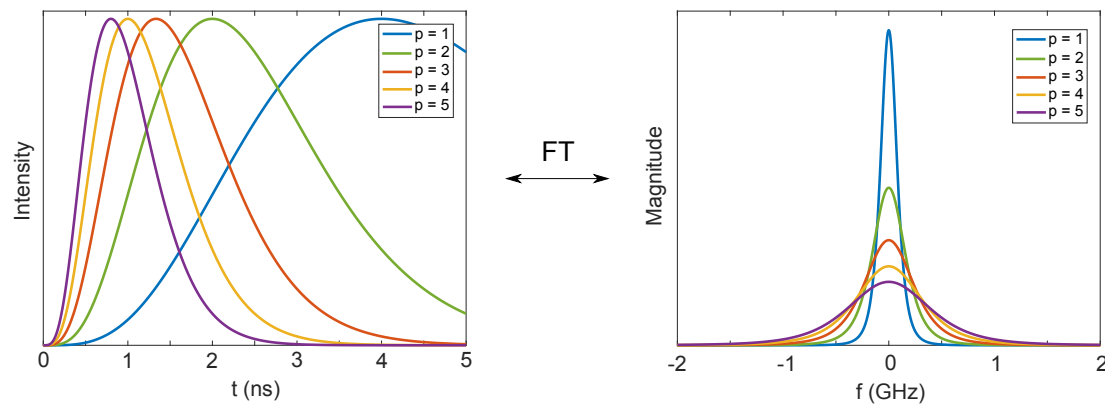 Intensity
p = 1
p = 2
p = 3
p = 4
p = 5
0 1 2 3 4 5
t (ns)
FT
Magnitude
p = 1
p = 2
p = 3
p = 4
p = 5
-2 -1 0 1 2
f (GHz)